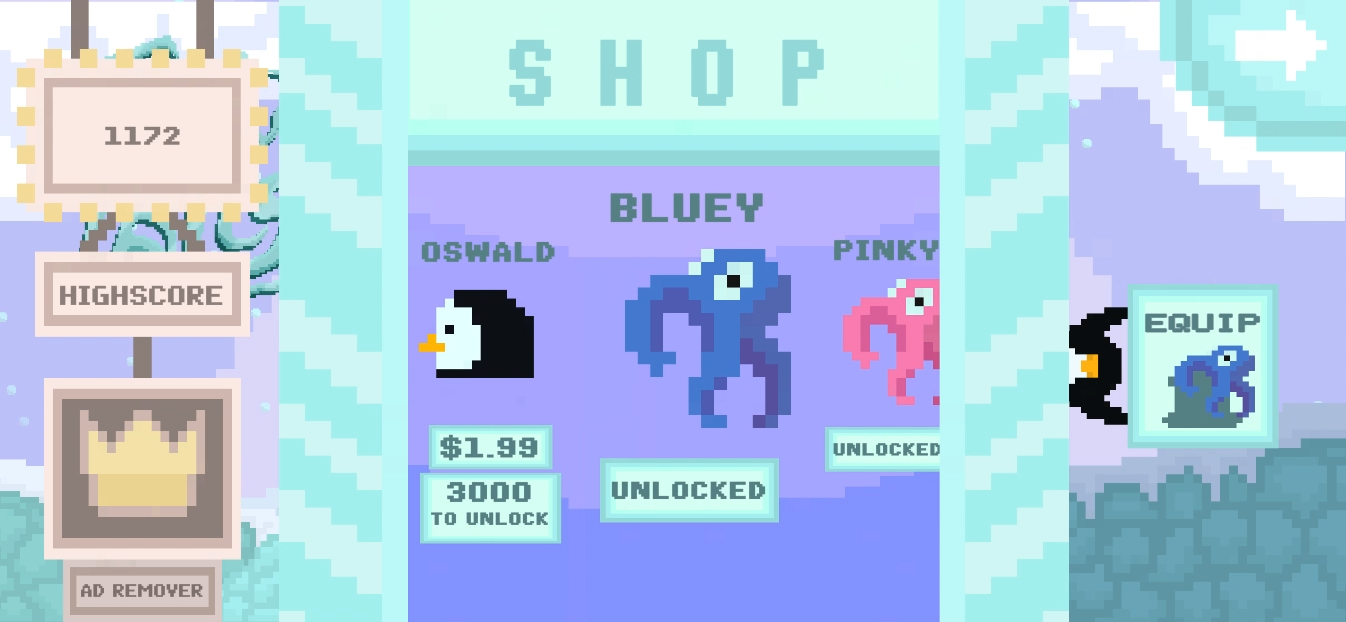 1172
HIGHSCORE
AD REMOVER
SHOP
BLUEY
OSWALD
PINKY
$1.99
3000
TO UNLOCK
UNLOCKED
UNLOCKED
EQUIP